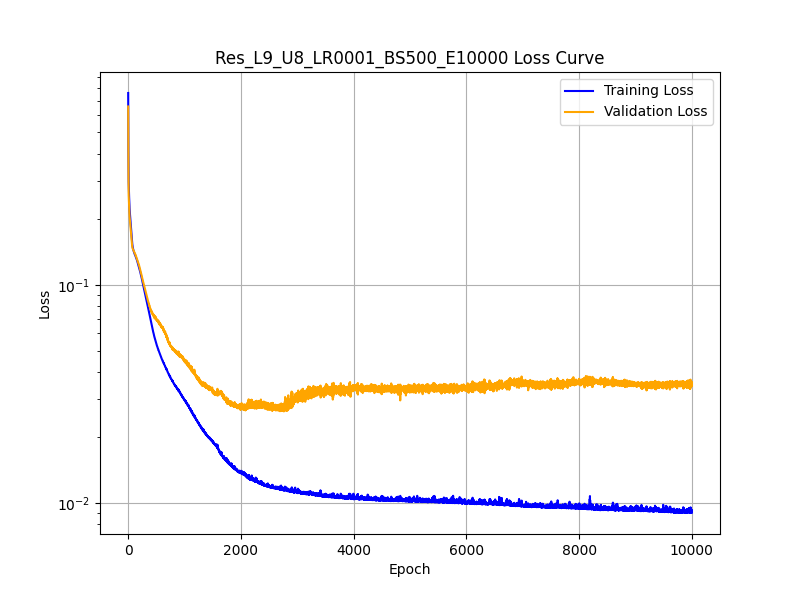 Res_L9_U8_LR0001_BS500_E10000 Loss Curve
Training Loss
Validation Loss
Loss
10⁻¹
10⁻²
0 2000 4000 6000 8000 10000
Epoch